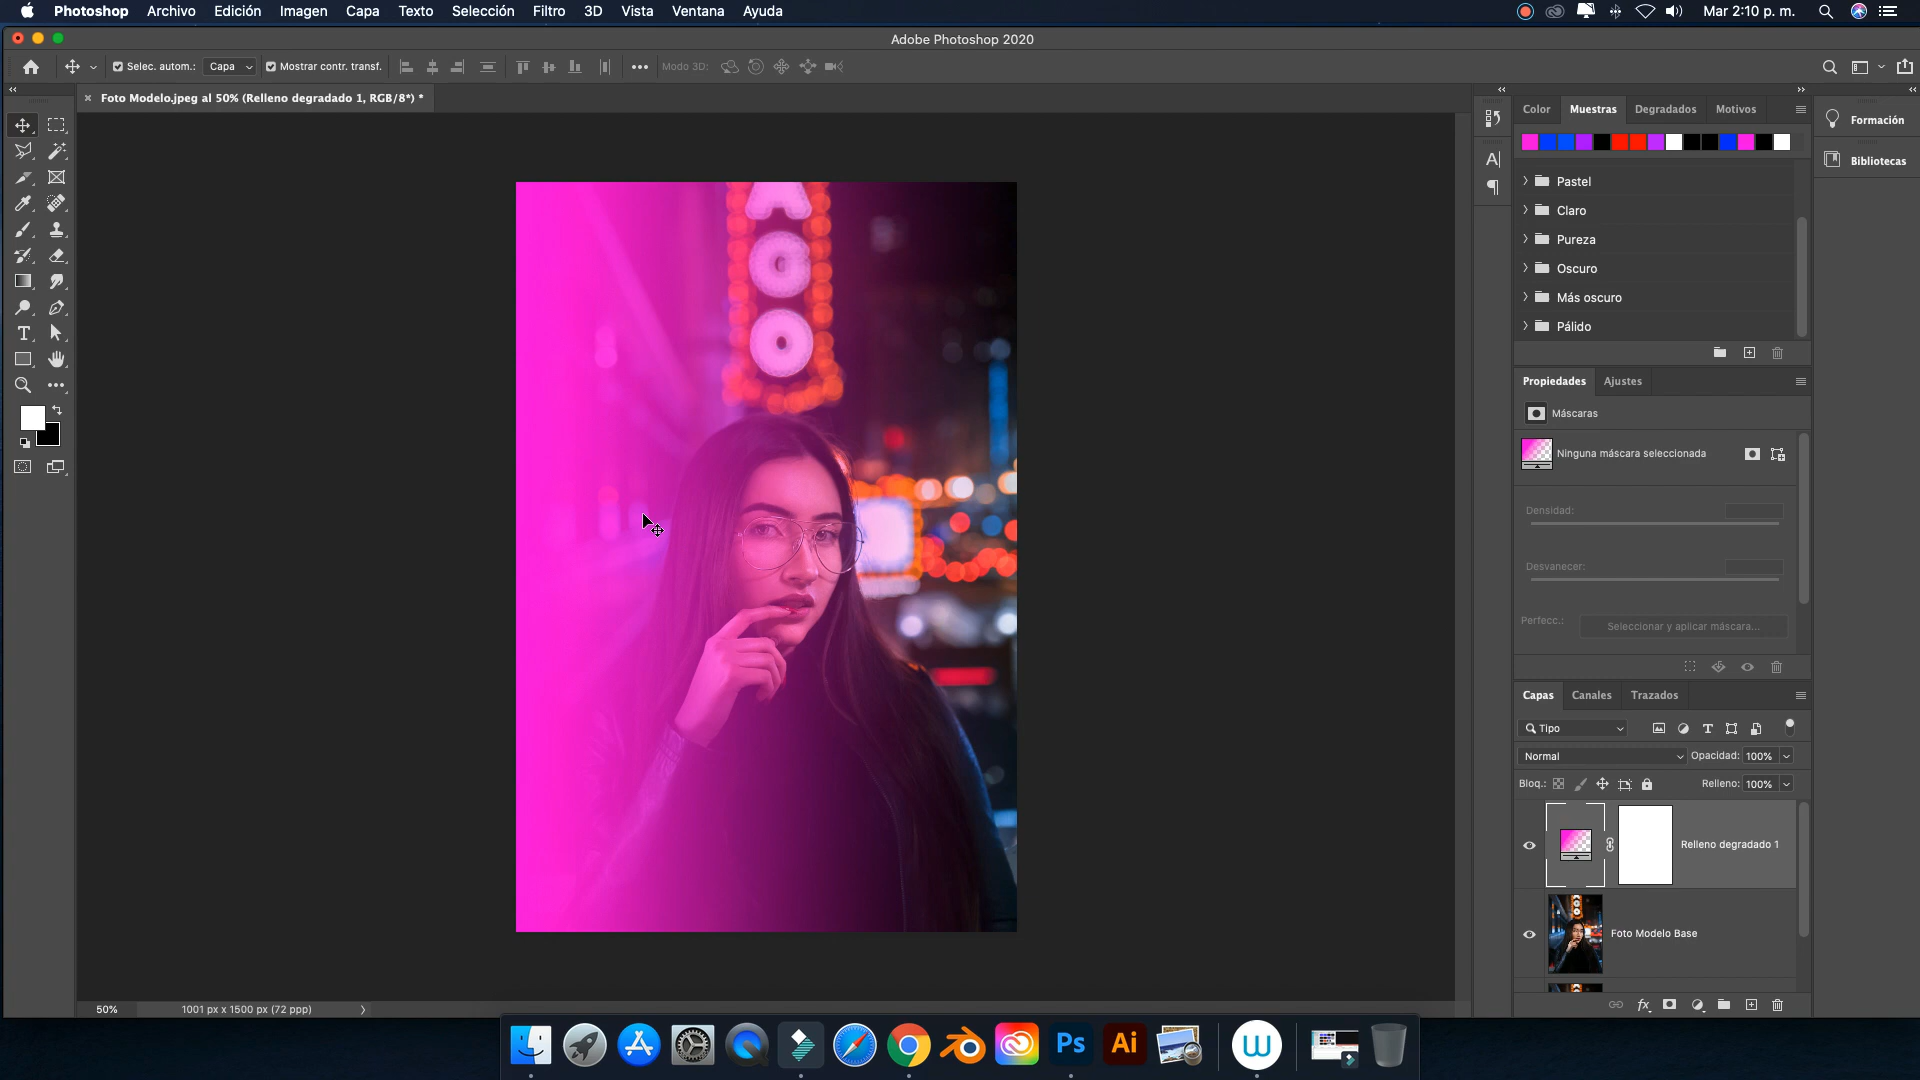 Photoshop Archivo Edición Imagen Capa Texto Selección Filtro 3D Vista Ventana Ayuda Mar 2:10 p. m.
Adobe Photoshop 2020
Selec. autom.: Capa Mostrar contr. transf. Modo 3D:
Foto Modelo.jpeg al 50% (Relleno degradado 1, RGB/8*) *
Color Muestras Degradados Motivos
Formación
Bibliotecas
Pastel
Claro
Pureza
Oscuro
Más oscuro
Pálido
Propiedades Ajustes
Máscaras
Ninguna máscara seleccionada
Densidad:
Desvanecer:
Perfecc.: Seleccionar y aplicar máscara...
Capas Canales Trazados
Tipo
Normal Opacidad: 100%
Bloq.: Relleno: 100%
Relleno degradado 1
Foto Modelo Base
fx
50% 1001 px x 1500 px (72 ppp)
Ps Ai